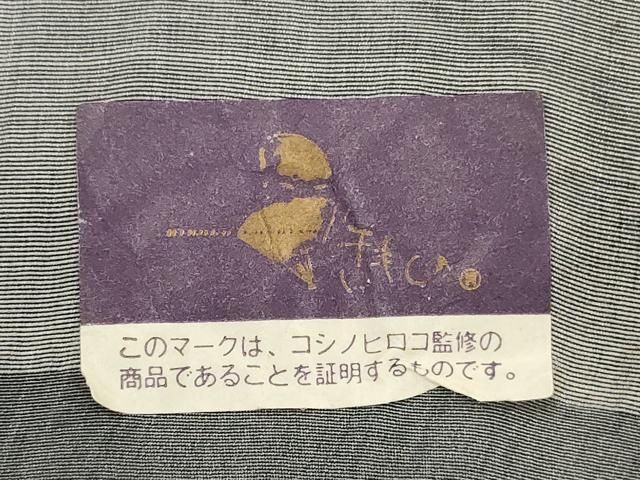 このマークは、コシノヒロコ監修の
商品であることを証明するものです。